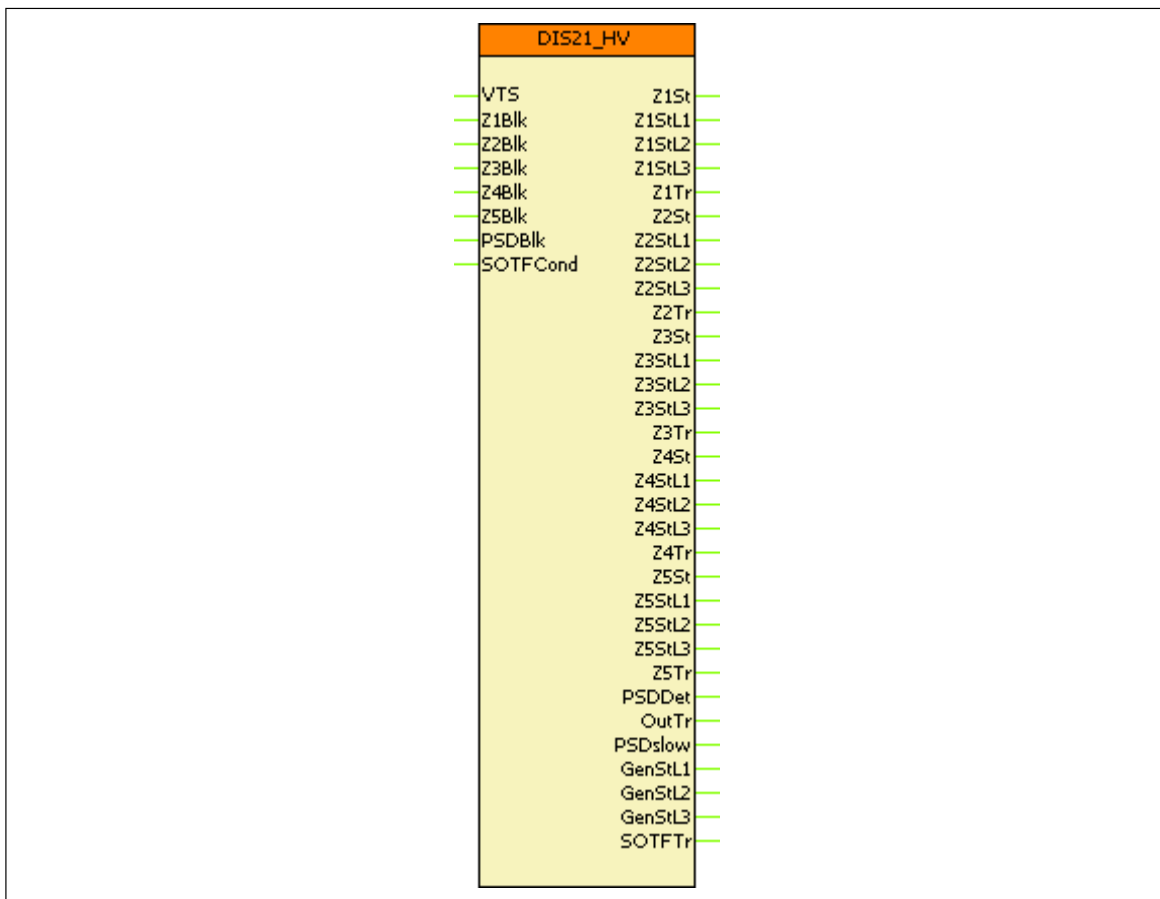 DIS21_HV
VTS Z1St
Z1Blk Z1StL1
Z2Blk Z1StL2
Z3Blk Z1StL3
Z4Blk Z1Tr
Z5Blk Z2St
PSDBlk Z2StL1
SOTFCond Z2StL2
Z2StL3
Z2Tr
Z3St
Z3StL1
Z3StL2
Z3StL3
Z3Tr
Z4St
Z4StL1
Z4StL2
Z4StL3
Z4Tr
Z5St
Z5StL1
Z5StL2
Z5StL3
Z5Tr
PSDDet
OutTr
PSDslow
GenStL1
GenStL2
GenStL3
SOTFTr